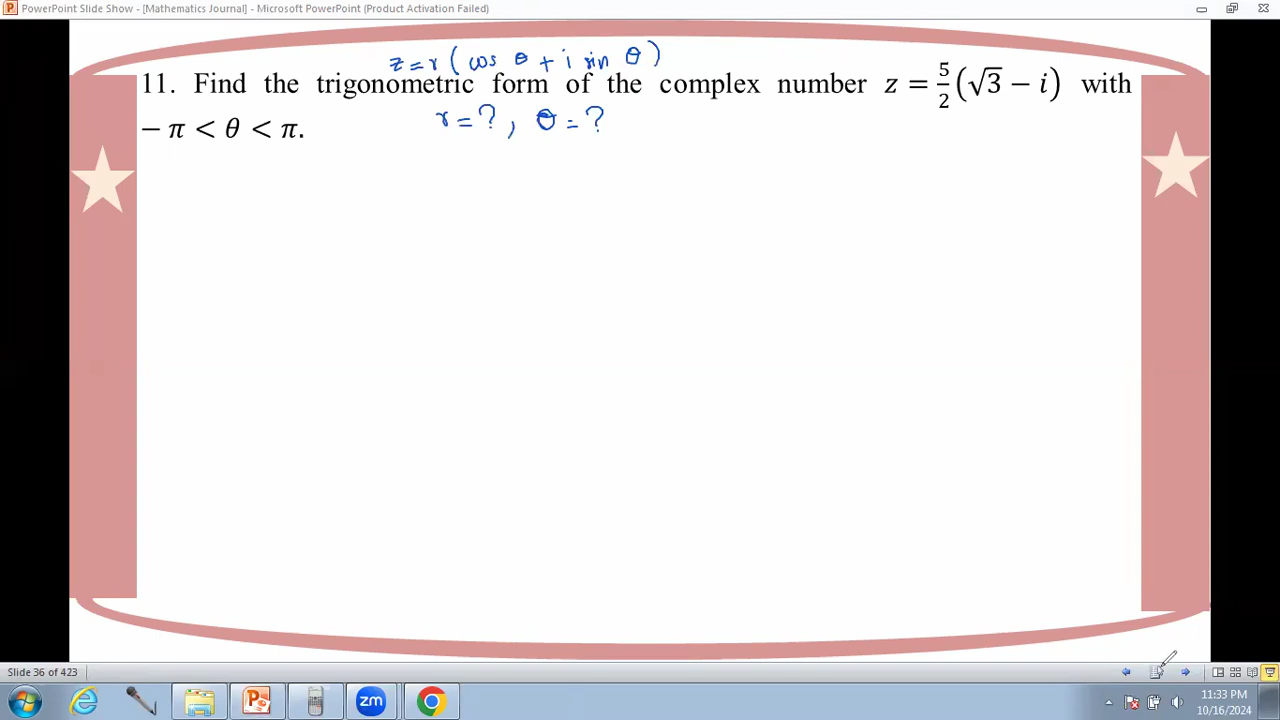 PowerPoint Slide Show - [Mathematics Journal] - Microsoft PowerPoint (Product Activation Failed)
z = r ( cos θ + i sin θ )
11. Find the trigonometric form of the complex number z = 5/2 (√3 − i) with
− π < θ < π.
r = ? , θ = ?
Slide 36 of 423
zm
11:33 PM
10/16/2024